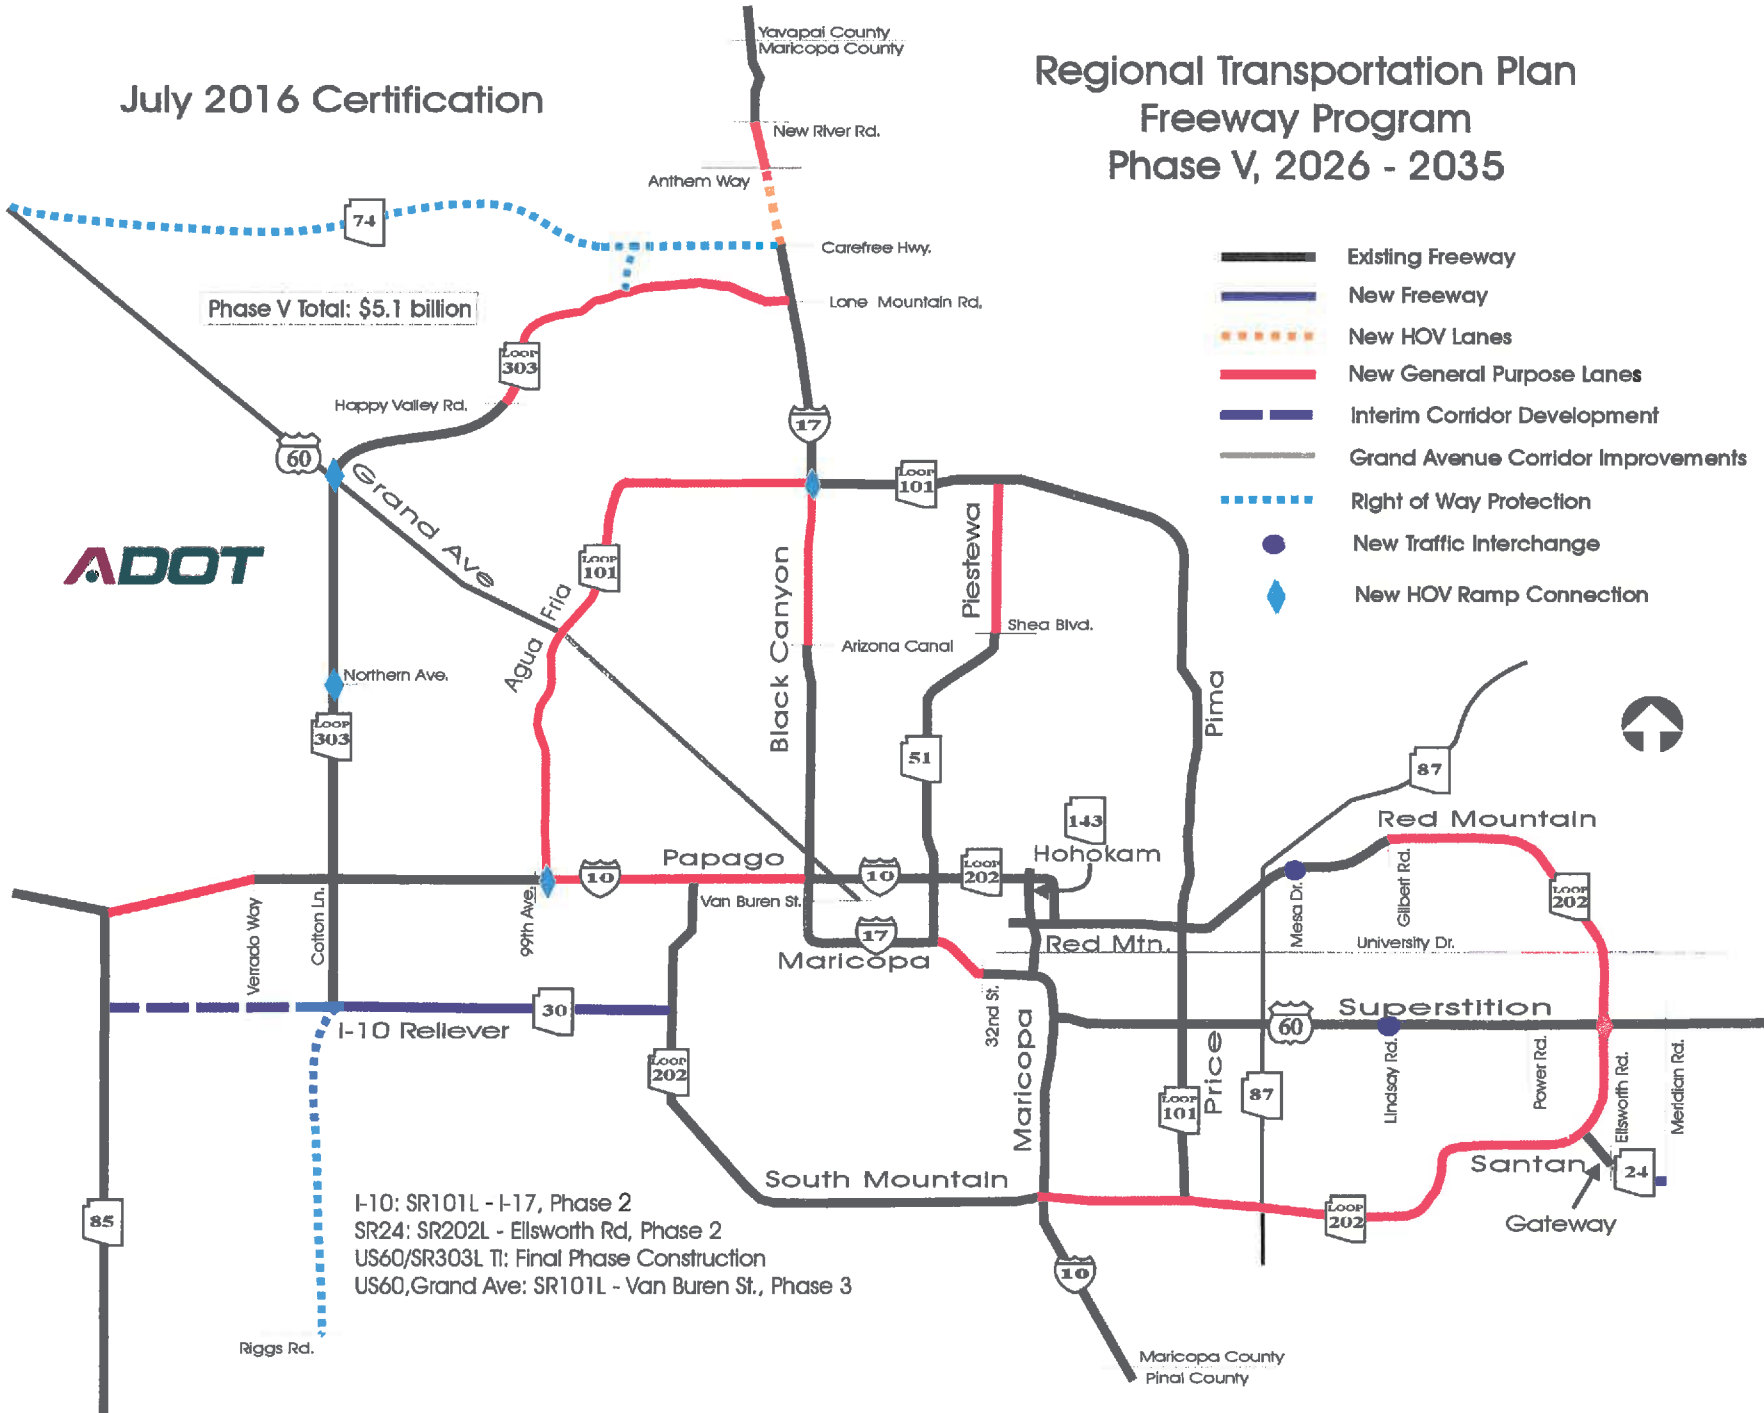 July 2016 Certification
Regional Transportation Plan
Freeway Program
Phase V, 2026 - 2035
Yavapai County
Maricopa County
New River Rd.
Anthem Way
74
Carefree Hwy.
Lone Mountain Rd.
Phase V Total: $5.1 billion
LOOP
303
Happy Valley Rd.
17
60
Grand Ave
LOOP
101
Existing Freeway
New Freeway
New HOV Lanes
New General Purpose Lanes
Interim Corridor Development
Grand Avenue Corridor Improvements
Right of Way Protection
New Traffic Interchange
New HOV Ramp Connection
ADOT
LOOP
101
Agua Fria
Black Canyon
Piestewa
Shea Blvd.
Arizona Canal
Northern Ave.
LOOP
303
Pima
51
87
143
Hohokam
Red Mountain
Papago
10
10
LOOP
202
Van Buren St.
Verrado Way
Cotton Ln.
99th Ave.
17
Maricopa
Red Mtn.
Mesa Dr.
Gilbert Rd.
LOOP
202
University Dr.
32nd St.
Superstition
60
30
I-10 Reliever
LOOP
202
Maricopa
Price
LOOP
101
87
Lindsay Rd.
Power Rd.
Ellsworth Rd.
Meridian Rd.
Santan
24
Gateway
South Mountain
LOOP
202
85
10
I-10: SR101L - I-17, Phase 2
SR24: SR202L - Ellsworth Rd, Phase 2
US60/SR303L TI: Final Phase Construction
US60,Grand Ave: SR101L - Van Buren St., Phase 3
Riggs Rd.
Maricopa County
Pinal County